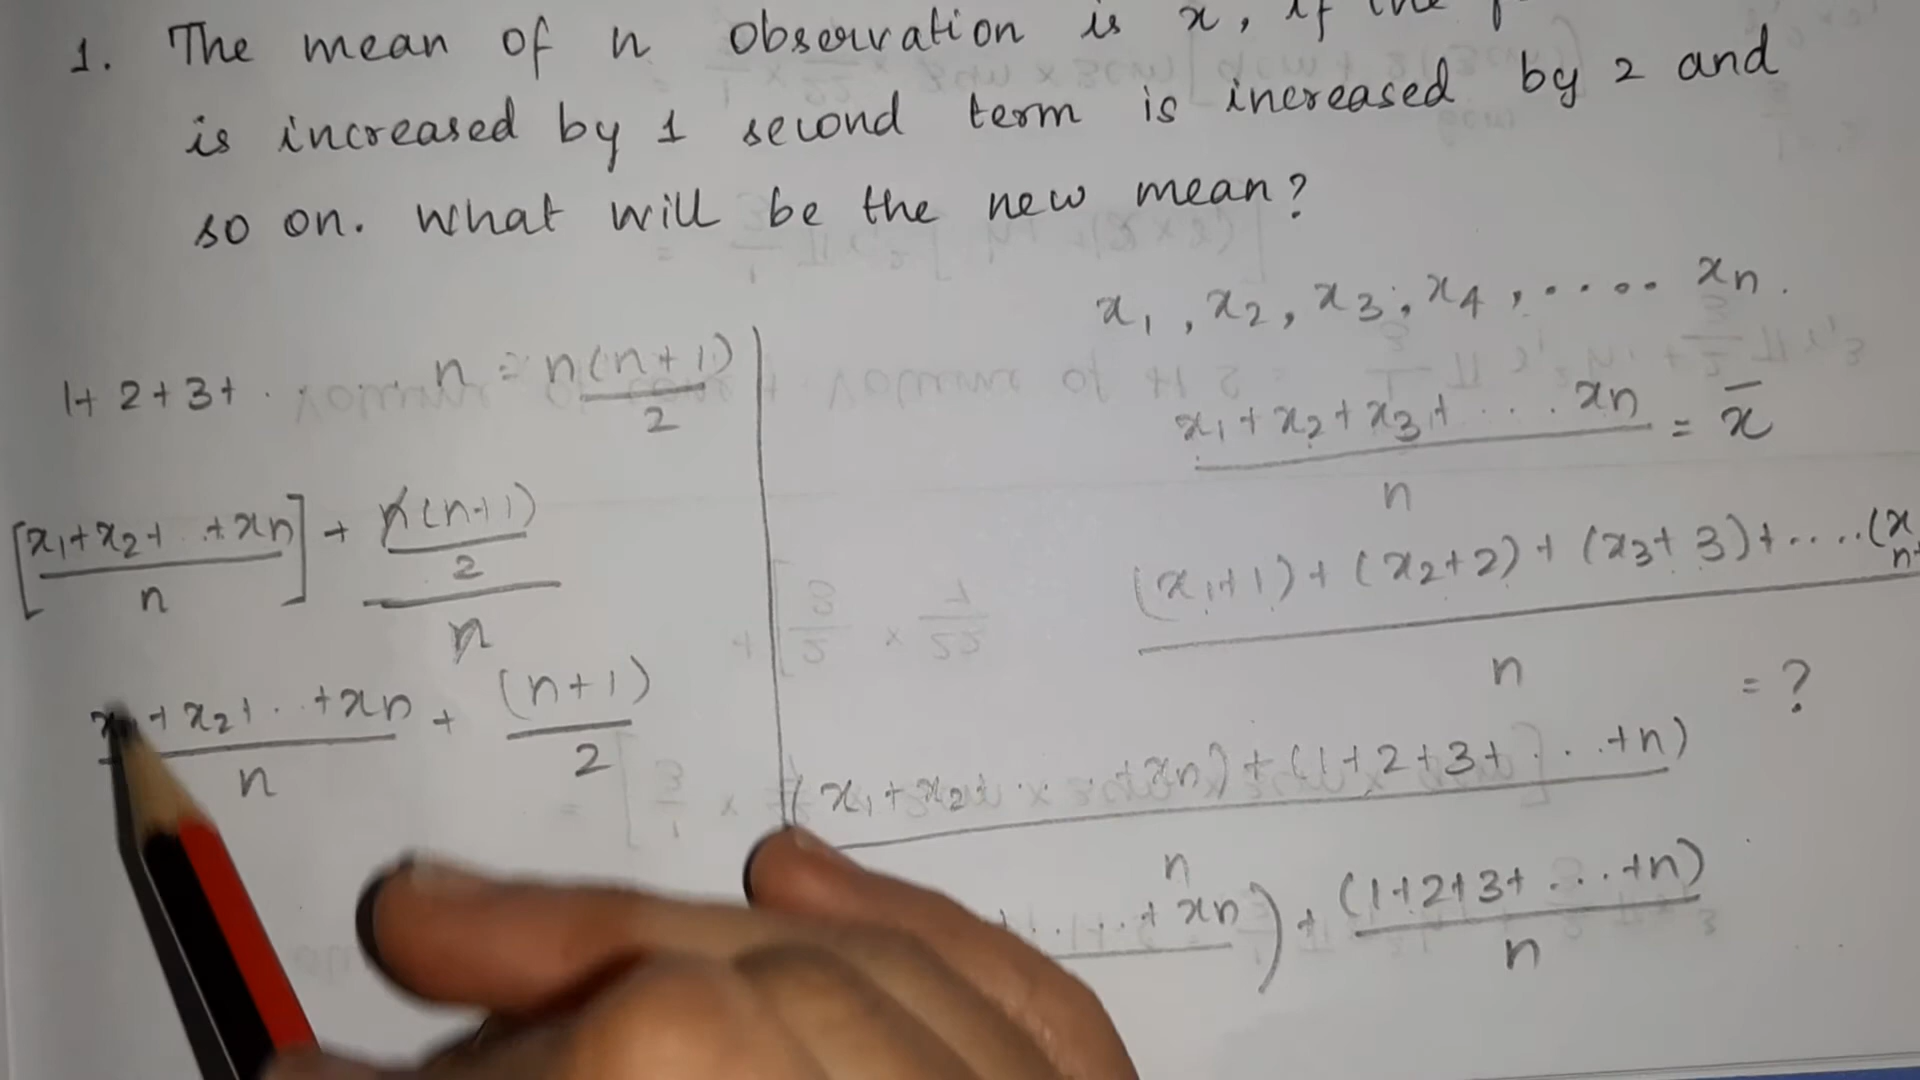 1. The mean of n observation is x, if the
is increased by 1 second term is increased by 2 and
so on. What will be the new mean?
x₁, x₂, x₃, x₄, ..... xn.
1+2+3+ . . n = n(n+1)/2
x₁+x₂+x₃+ ... xn / n = x̄
[x₁+x₂+ . . +xn / n] + n(n+1)/2 / n
(x₁+1)+(x₂+2)+(x₃+3)+....(x n+ / n = ?
+x₂+ . . +xn / n + (n+1)/2
(x₁+x₂+ . . . +xn)+(1+2+3+ . . . +n) / n
+ . . . . + xn) + (1+2+3+ ... +n) / n